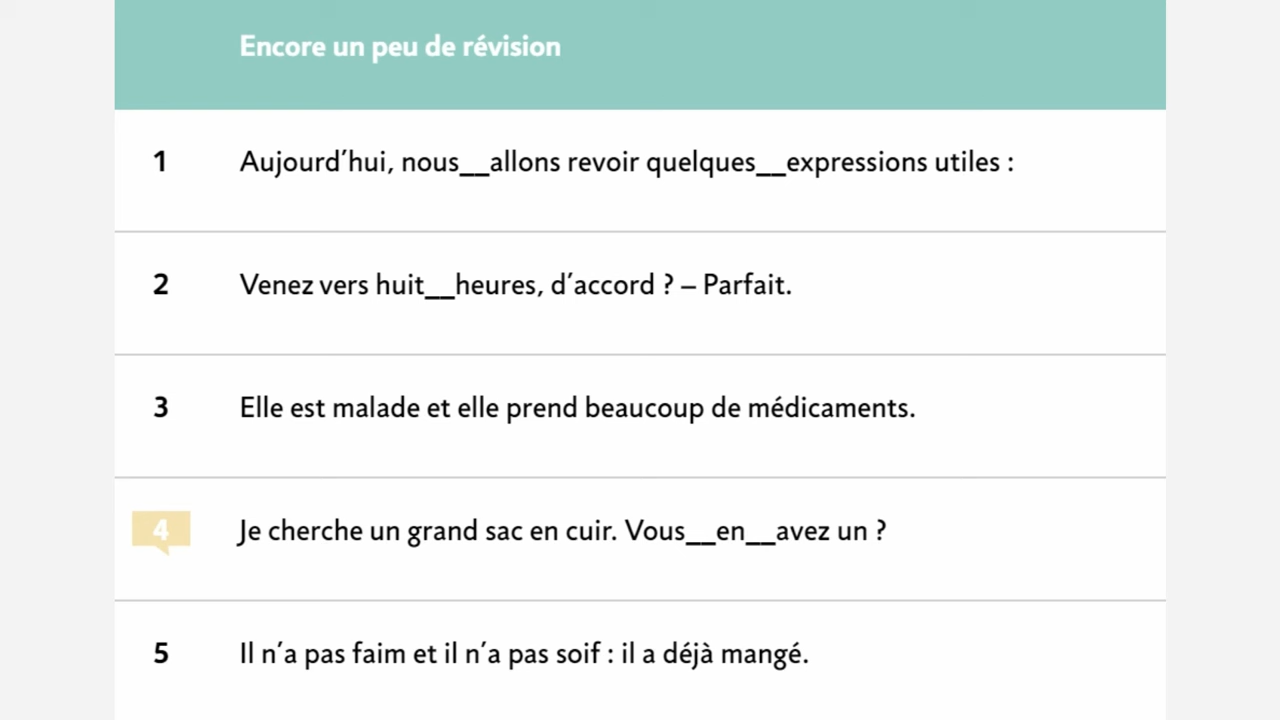 Encore un peu de révision
1 Aujourd’hui, nous__allons revoir quelques__expressions utiles :
2 Venez vers huit__heures, d’accord ? – Parfait.
3 Elle est malade et elle prend beaucoup de médicaments.
4 Je cherche un grand sac en cuir. Vous__en__avez un ?
5 Il n’a pas faim et il n’a pas soif : il a déjà mangé.